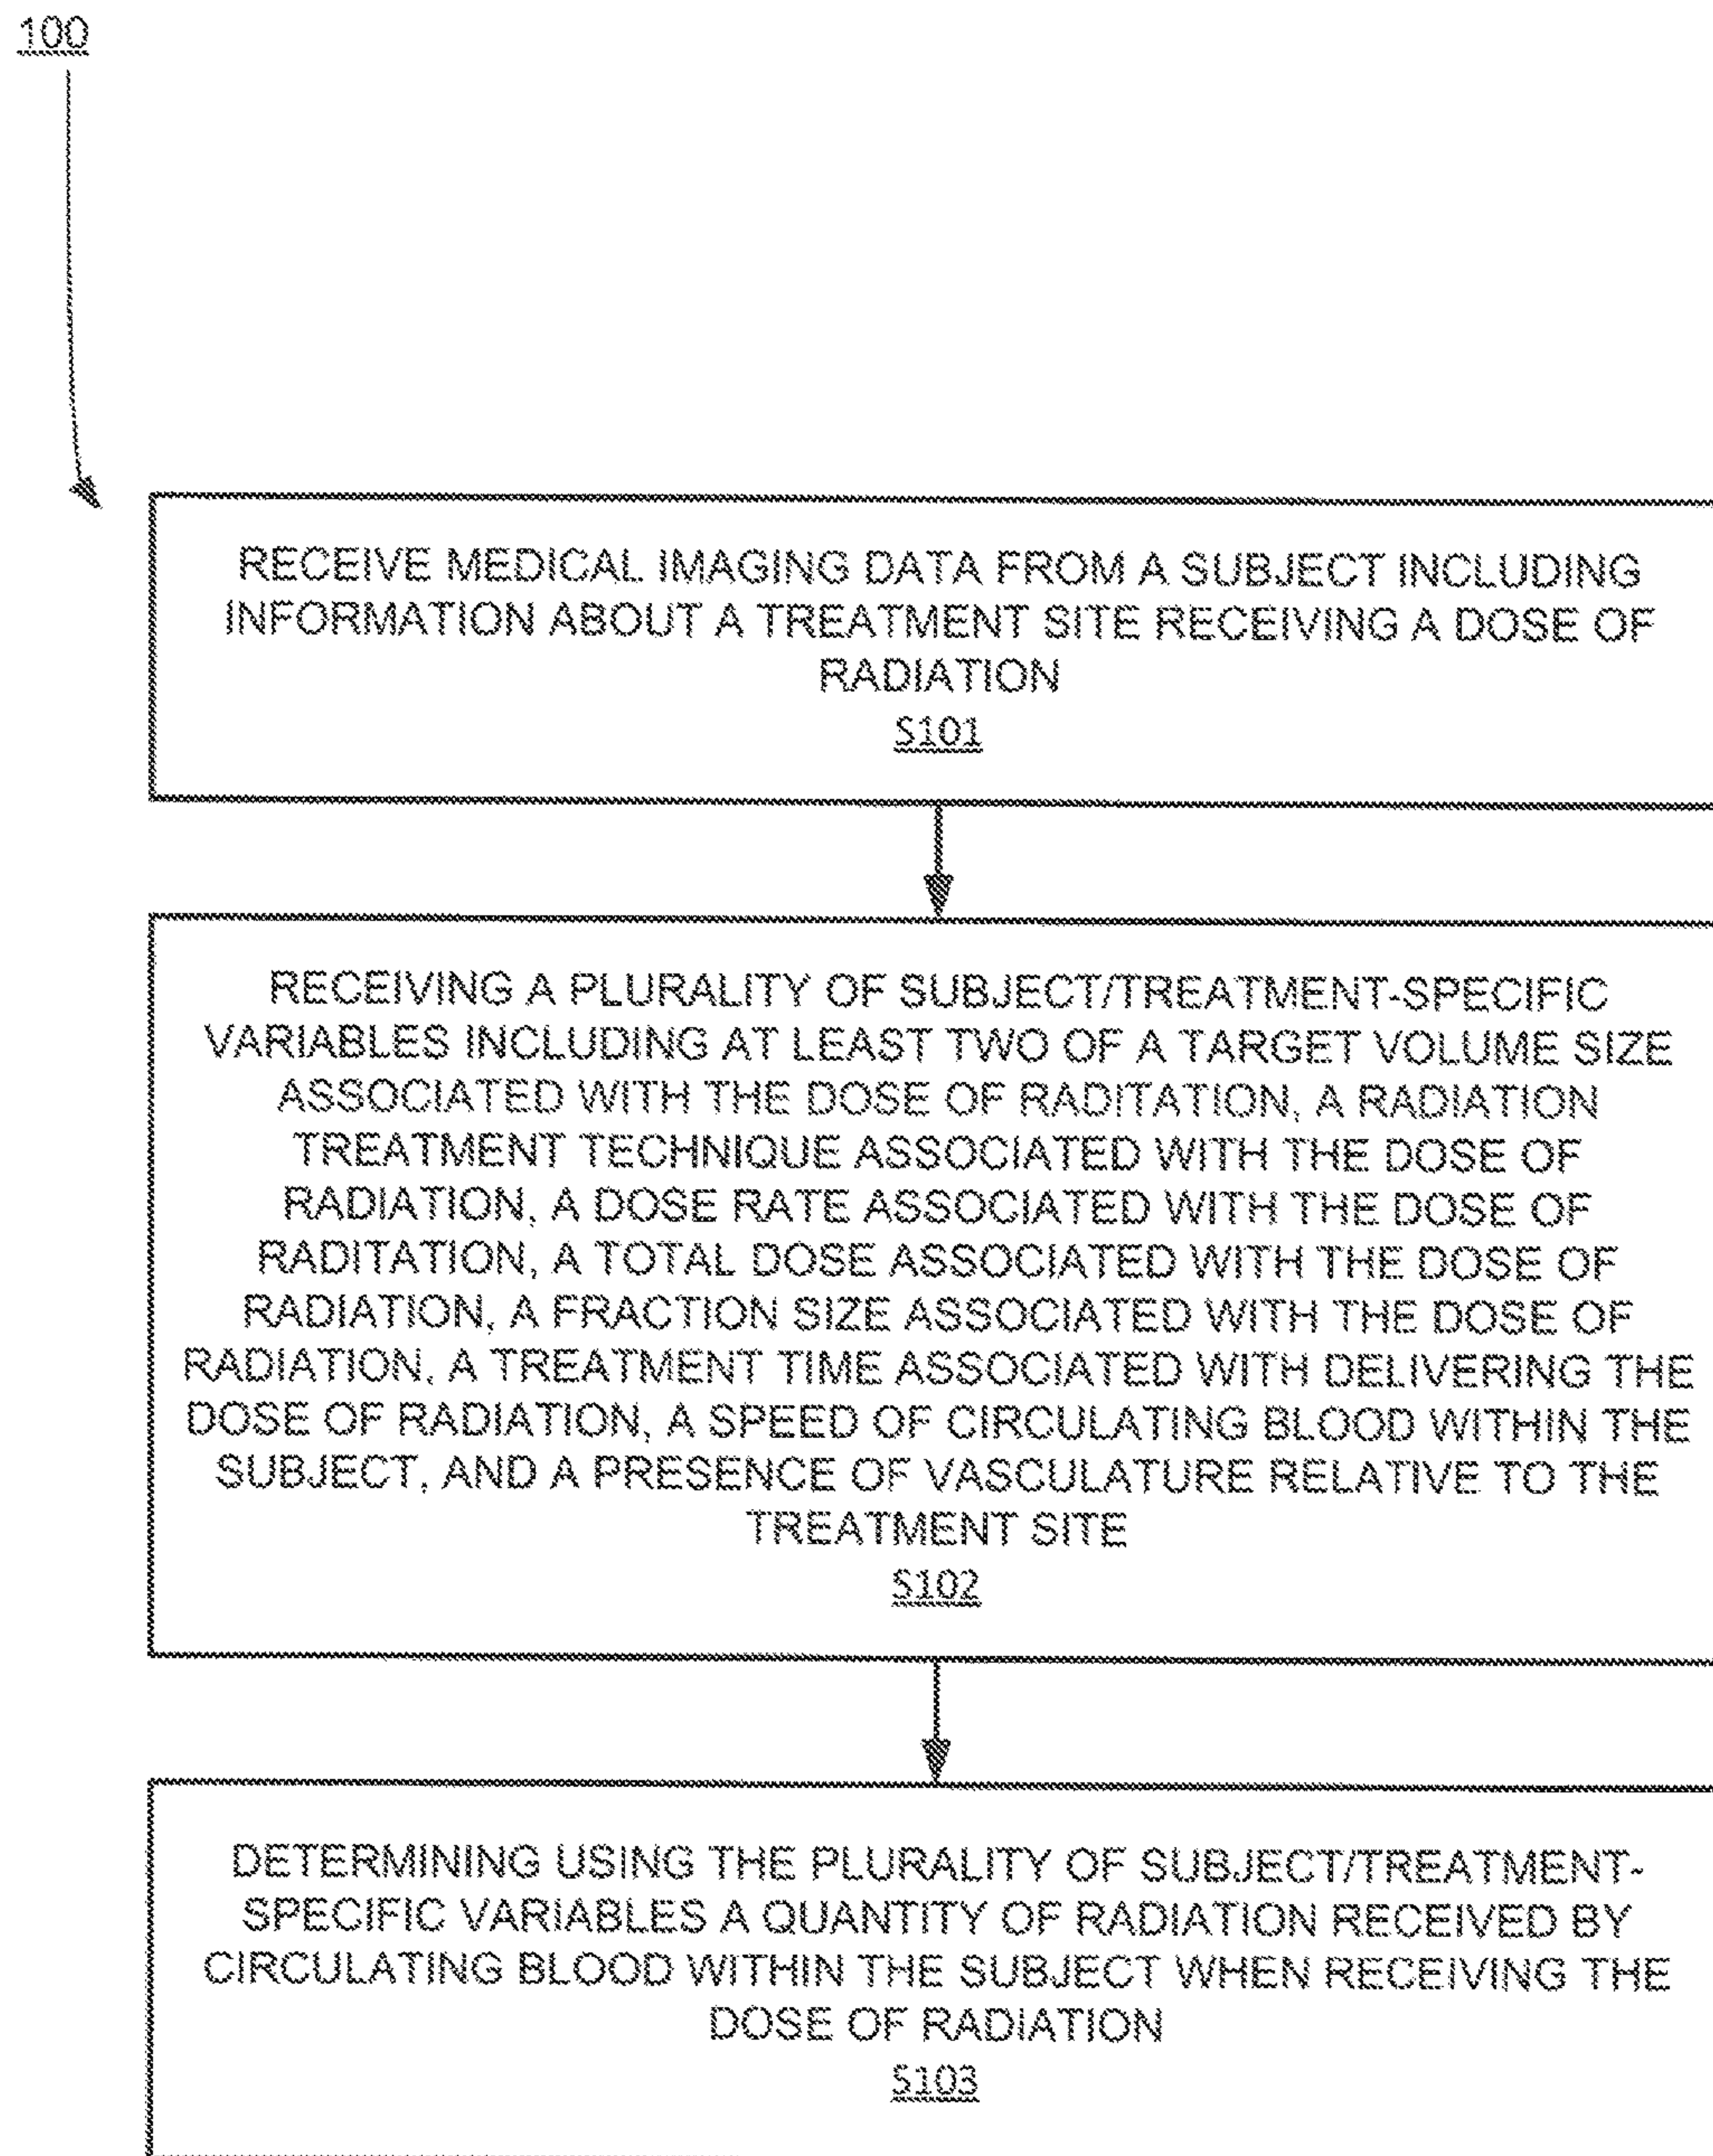 100
RECEIVE MEDICAL IMAGING DATA FROM A SUBJECT INCLUDING
INFORMATION ABOUT A TREATMENT SITE RECEIVING A DOSE OF
RADIATION
S101
RECEIVING A PLURALITY OF SUBJECT/TREATMENT-SPECIFIC
VARIABLES INCLUDING AT LEAST TWO OF A TARGET VOLUME SIZE
ASSOCIATED WITH THE DOSE OF RADITATION, A RADIATION
TREATMENT TECHNIQUE ASSOCIATED WITH THE DOSE OF
RADIATION, A DOSE RATE ASSOCIATED WITH THE DOSE OF
RADITATION, A TOTAL DOSE ASSOCIATED WITH THE DOSE OF
RADIATION, A FRACTION SIZE ASSOCIATED WITH THE DOSE OF
RADIATION, A TREATMENT TIME ASSOCIATED WITH DELIVERING THE
DOSE OF RADIATION, A SPEED OF CIRCULATING BLOOD WITHIN THE
SUBJECT, AND A PRESENCE OF VASCULATURE RELATIVE TO THE
TREATMENT SITE
S102
DETERMINING USING THE PLURALITY OF SUBJECT/TREATMENT-
SPECIFIC VARIABLES A QUANTITY OF RADIATION RECEIVED BY
CIRCULATING BLOOD WITHIN THE SUBJECT WHEN RECEIVING THE
DOSE OF RADIATION
S103